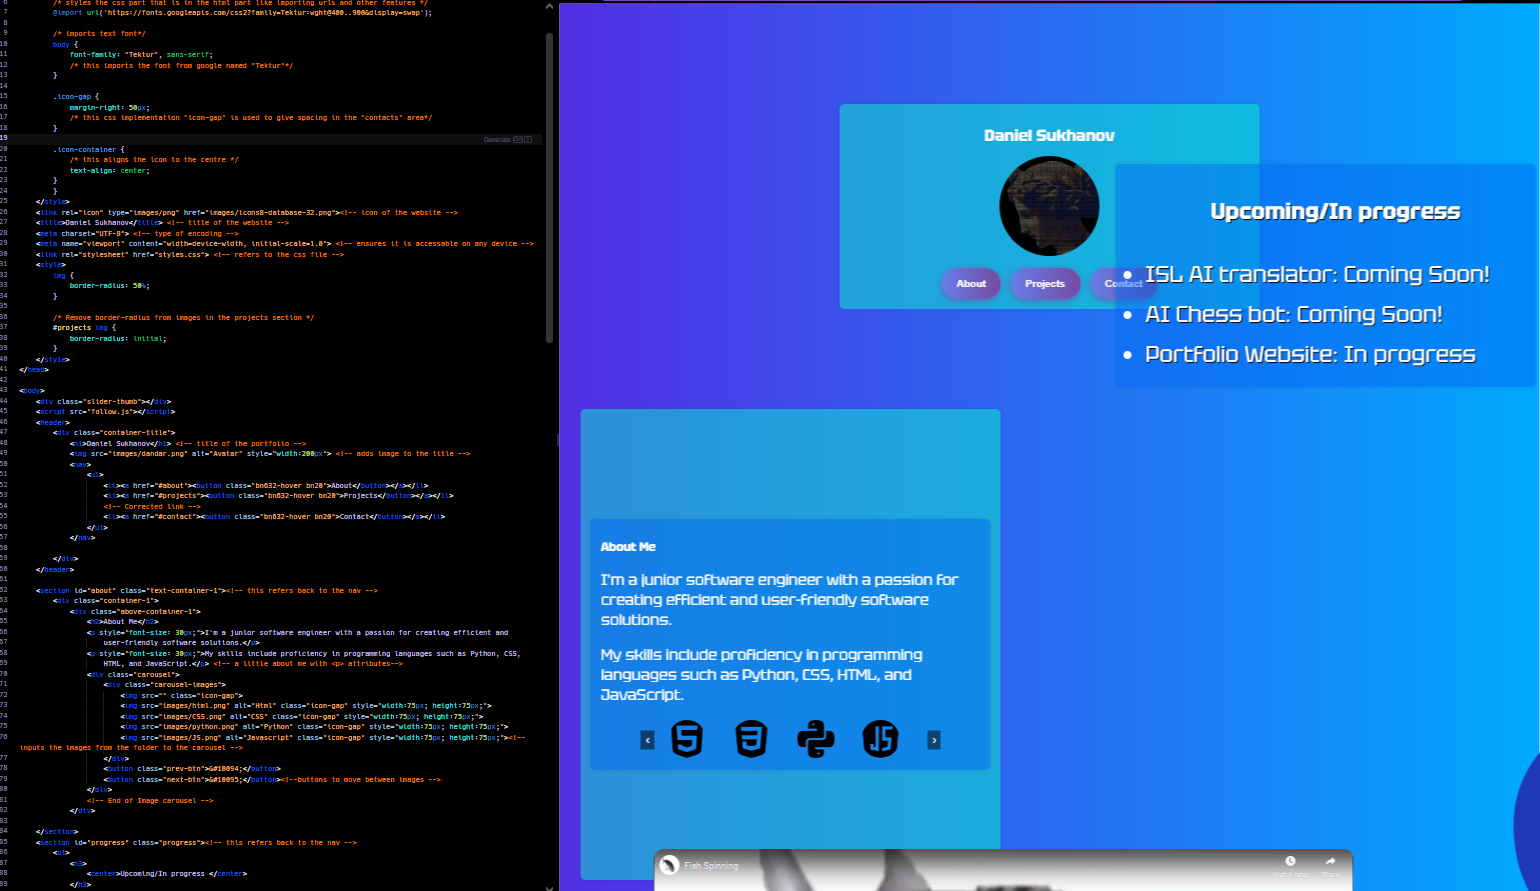 6 /* styles the css part that is in the html part like importing urls and other features */
7 @import url('https://fonts.googleapis.com/css2?family=Tektur:wght@400..900&display=swap');
8
9 /* imports text font*/
10 body {
11 font-family: "Tektur", sans-serif;
12 /* this imports the font from google named "Tektur"*/
13 }
14
15 .icon-gap {
16 margin-right: 50px;
17 /* this css implementation "icon-gap" is used to give spacing in the "contacts" area*/
18 }
19 Generate
20 .icon-container {
21 /* this aligns the icon to the centre */
22 text-align: center;
23 }
24 }
25 </style>
26 <link rel="icon" type="images/png" href="images/icons8-database-32.png"><!-- icon of the website -->
27 <title>Daniel Sukhanov</title> <!-- title of the website -->
28 <meta charset="UTF-8"> <!-- type of encoding -->
29 <meta name="viewport" content="width=device-width, initial-scale=1.0"> <!-- ensures it is accessable on any device -->
30 <link rel="stylesheet" href="styles.css"> <!-- refers to the css file -->
31 <style>
32 img {
33 border-radius: 50%;
34 }
35
36 /* Remove border-radius from images in the projects section */
37 #projects img {
38 border-radius: initial;
39 }
40 </style>
41 </head>
42
43 <body>
44 <div class="slider-thumb"></div>
45 <script src="follow.js"></script>
46 <header>
47 <div class="container-title">
48 <h1>Daniel Sukhanov</h1> <!-- title of the portfolio -->
49 <img src="images/dandar.png" alt="Avatar" style="width:200px"> <!-- adds image to the title -->
50 <nav>
51 <ul>
52 <li><a href="#about"><button class="bn632-hover bn20">About</button></a></li>
53 <li><a href="#projects"><button class="bn632-hover bn20">Projects</button></a></li>
54 <!-- Corrected link -->
55 <li><a href="#contact"><button class="bn632-hover bn20">Contact</button></a></li>
56 </ul>
57 </nav>
58
59 </div>
60 </header>
61
62 <section id="about" class="text-container-1"><!-- this refers back to the nav -->
63 <div class="container-1">
64 <div class="above-container-1">
65 <h2>About Me</h2>
66 <p style="font-size: 30px;">I'm a junior software engineer with a passion for creating efficient and
67 user-friendly software solutions.</p>
68 <p style="font-size: 30px;">My skills include proficiency in programming languages such as Python, CSS,
69 HTML, and JavaScript.</p> <!-- a little about me with <p> attributes-->
70 <div class="carousel">
71 <div class="carousel-images">
72 <img src="" class="icon-gap">
73 <img src="images/html.png" alt="Html" class="icon-gap" style="width:75px; height:75px;">
74 <img src="images/CSS.png" alt="CSS" class="icon-gap" style="width:75px; height:75px;">
75 <img src="images/python.png" alt="Python" class="icon-gap" style="width:75px; height:75px;">
76 <img src="images/JS.png" alt="Javascript" class="icon-gap" style="width:75px; height:75px;"><!--
inputs the images from the folder to the carousel -->
77 </div>
78 <button class="prev-btn">&#10094;</button>
79 <button class="next-btn">&#10095;</button><!--buttons to move between images -->
80 </div>
81 <!-- End of Image carousel -->
82 </div>
83
84 </section>
85 <section id="progress" class="progress"><!-- this refers back to the nav -->
86 <ul>
87 <h3>
88 <center>Upcoming/In progress </center>
89 </h3>
Daniel Sukhanov
About Projects Contact
Upcoming/In progress
• ISL AI translator: Coming Soon!
• AI Chess bot: Coming Soon!
• Portfolio Website: In progress
About Me
I'm a junior software engineer with a passion for
creating efficient and user-friendly software
solutions.
My skills include proficiency in programming
languages such as Python, CSS, HTML, and
JavaScript.
‹ 5 3 JS ›
Fish Spinning
Watch later Share